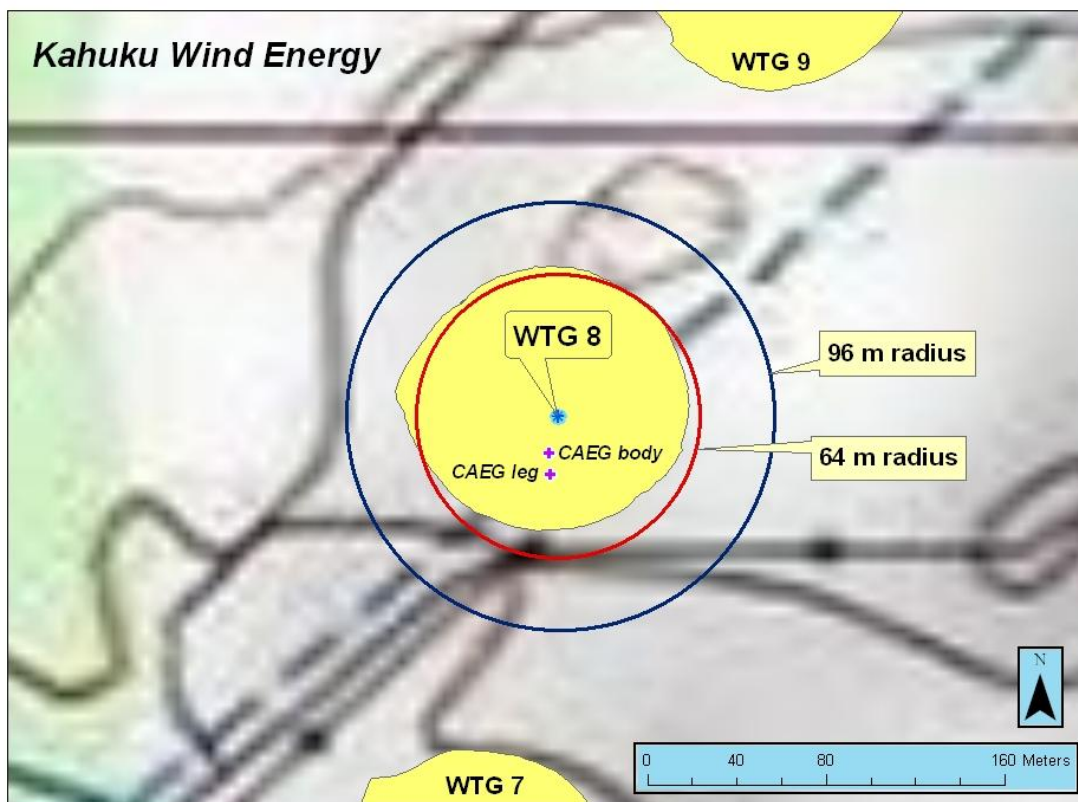 Kahuku Wind Energy
WTG 9
WTG 8
96 m radius
CAEG body
CAEG leg
64 m radius
N
0 40 80 160 Meters
WTG 7